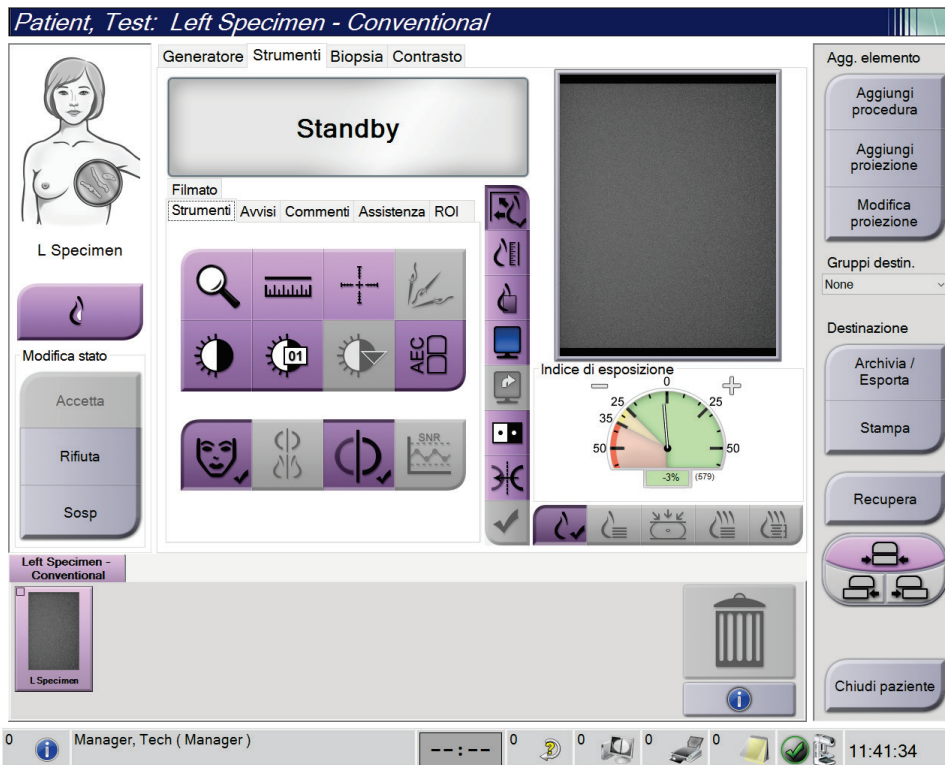 Patient, Test: Left Specimen - Conventional
Generatore Strumenti Biopsia Contrasto
Standby
Filmato
Strumenti Avvisi Commenti Assistenza ROI
L Specimen
Modifica stato
Accetta
Rifiuta
Sosp
01
AEC
SNR
Indice di esposizione
0
25
25
35
50
50
-3%
(579)
Agg. elemento
Aggiungi
procedura
Aggiungi
proiezione
Modifica
proiezione
Gruppi destin.
None
Destinazione
Archivia /
Esporta
Stampa
Recupera
Chiudi paziente
Left Specimen -
Conventional
L Specimen
0
Manager, Tech ( Manager )
--:--
0
0
0
0
11:41:34